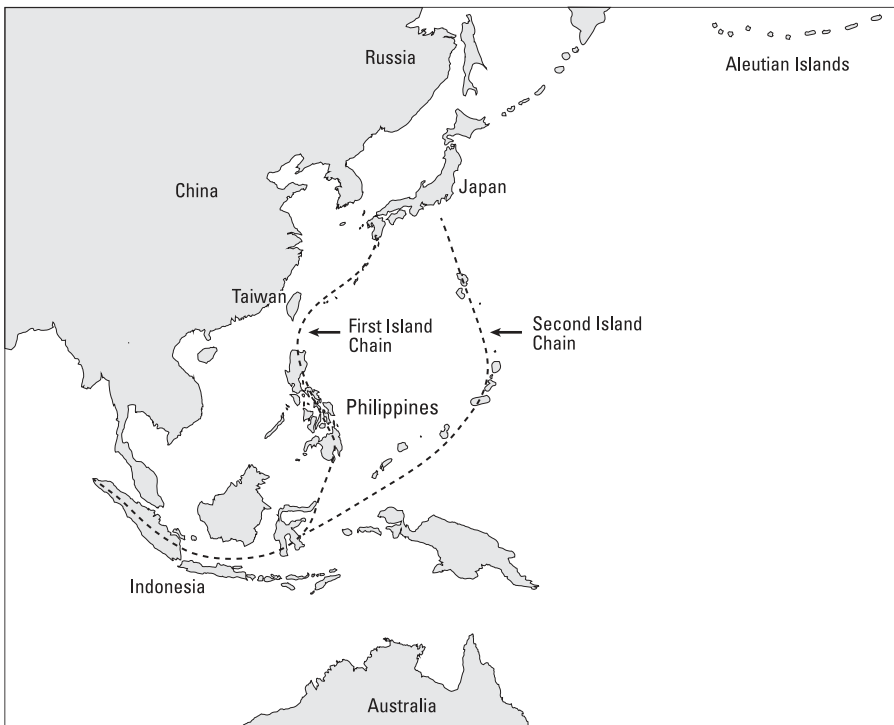 Russia
Aleutian Islands
China
Japan
Taiwan
First Island
Chain
Second Island
Chain
Philippines
Indonesia
Australia